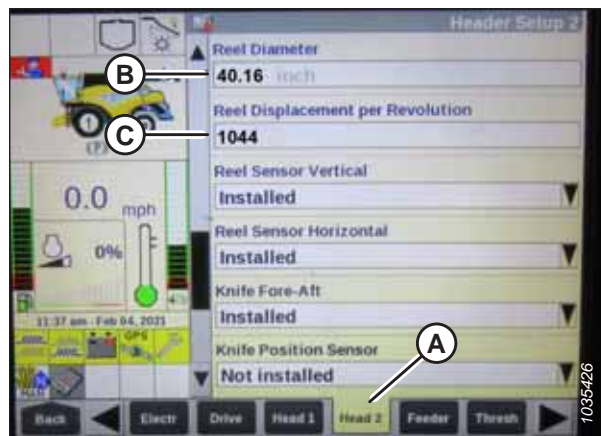 Header Setup 2
Reel Diameter
40.16 inch
Reel Displacement per Revolution
1044
Reel Sensor Vertical
Installed
Reel Sensor Horizontal
Installed
Knife Fore-Aft
Installed
Knife Position Sensor
Not installed
B
C
A
1
(P)
0.0 mph
0%
11:37 am Feb 04, 2021
GPS
Back
Electr
Drive
Head 1
Head 2
Feeder
Thresh
1035426